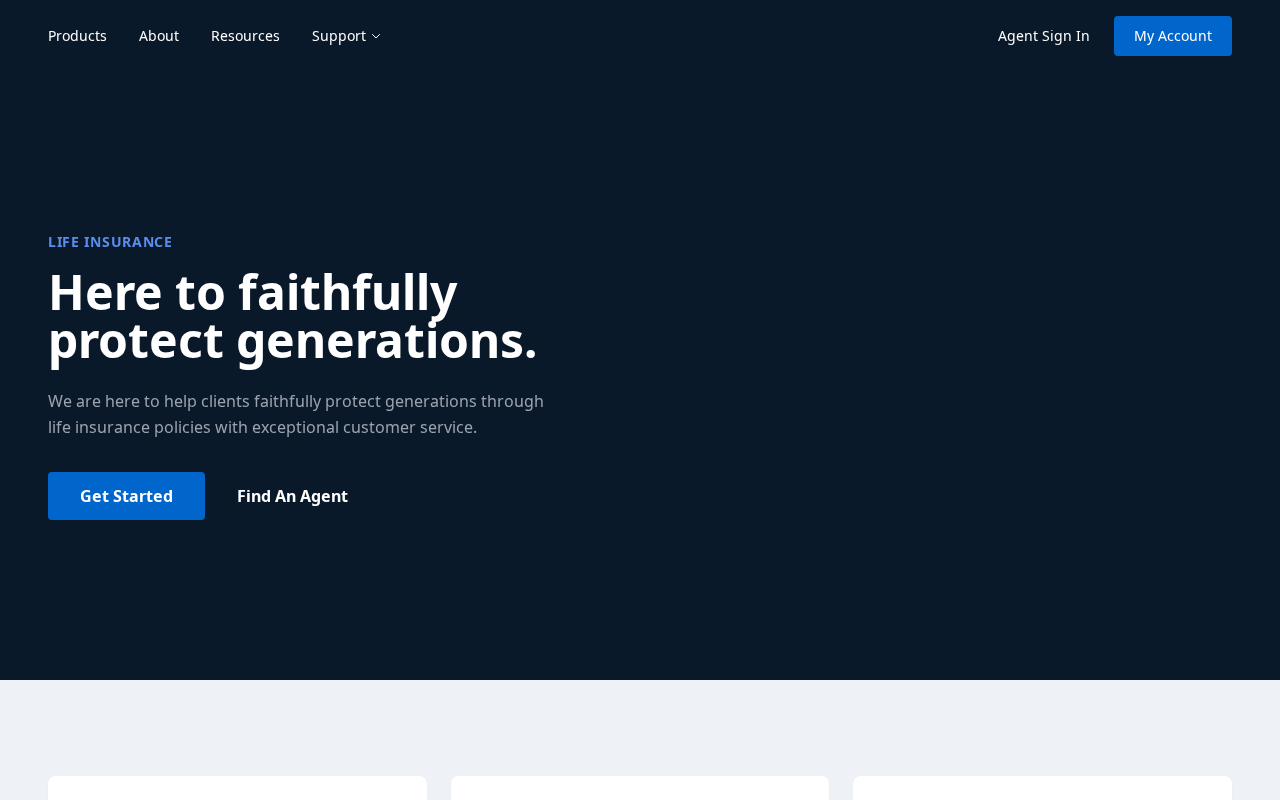 Products
About
Resources
Support
Agent Sign In
My Account
LIFE INSURANCE
Here to faithfully
protect generations.
We are here to help clients faithfully protect generations through
life insurance policies with exceptional customer service.
Get Started
Find An Agent